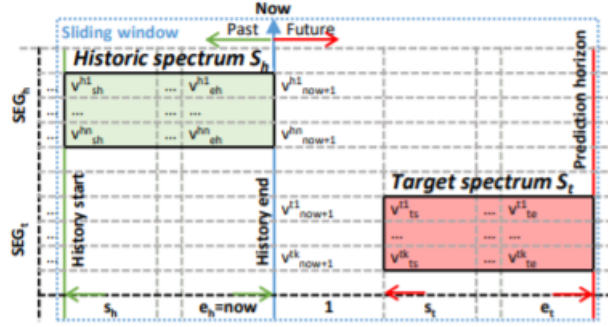 Now
Sliding window
Past Future
Historic spectrum S_h
SEG_h
... v^h1_sh ... v^h1_eh v^h1_now+1
... ... ...
... v^hn_sh ... v^hn_eh v^hn_now+1
Prediction horizon
Target spectrum S_t
SEG_t
History start
History end
... v^t1_now+1 v^t1_ts ... v^t1_te
... ... ...
... v^tk_now+1 v^tk_ts ... v^tk_te
s_h e_h=now 1 s_t e_t